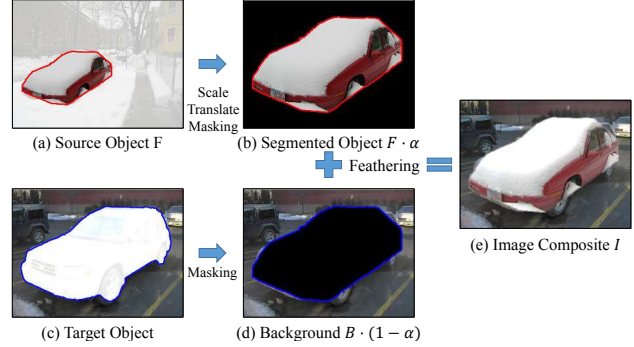 Scale
Translate
Masking
(a) Source Object F
(b) Segmented Object F · α
Feathering
Masking
(c) Target Object
(d) Background B · (1 − α)
(e) Image Composite I